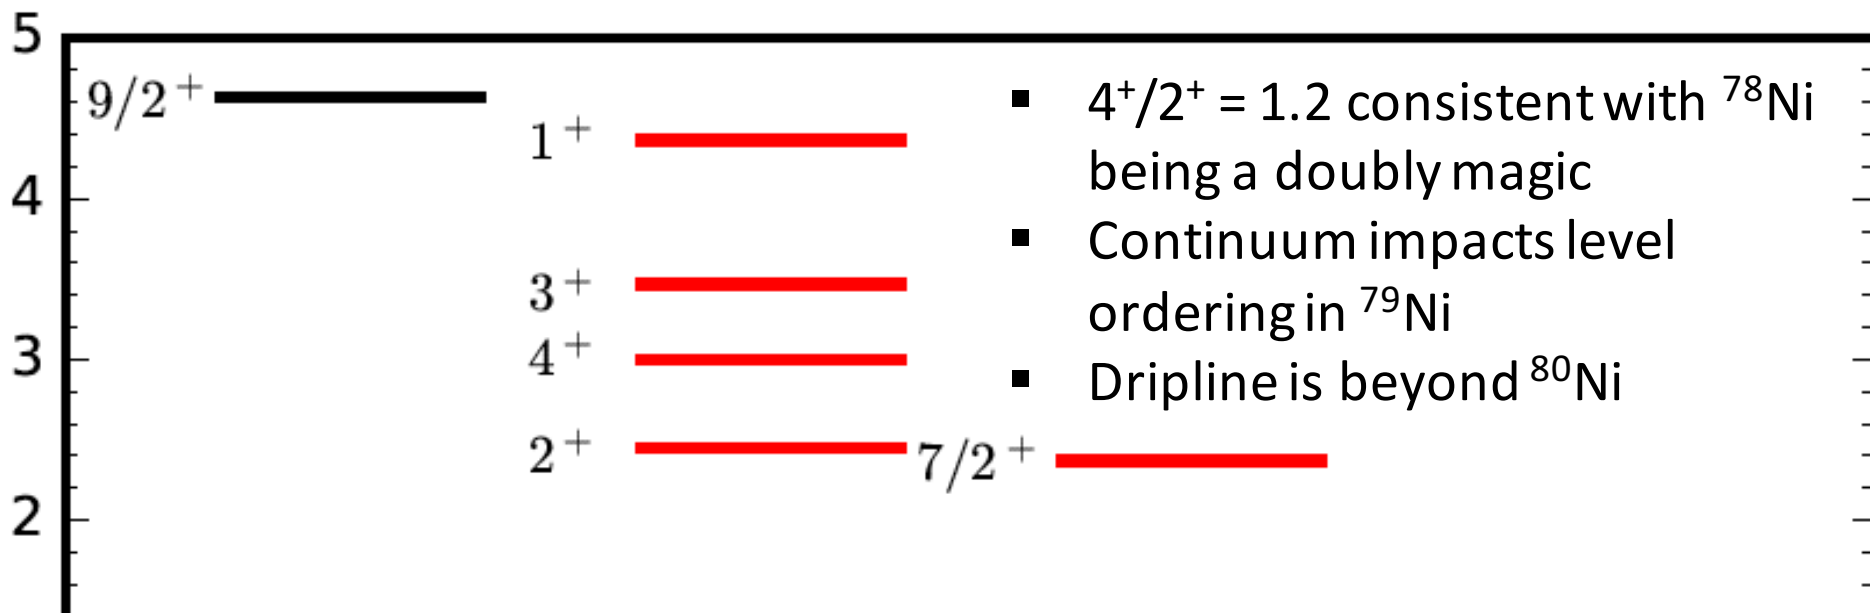 5
9/2⁺
1⁺
4
3⁺
3
4⁺
2⁺
7/2⁺
2
▪ 4⁺/2⁺ = 1.2 consistent with ⁷⁸Ni
being a doubly magic
▪ Continuum impacts level
ordering in ⁷⁹Ni
▪ Dripline is beyond ⁸⁰Ni